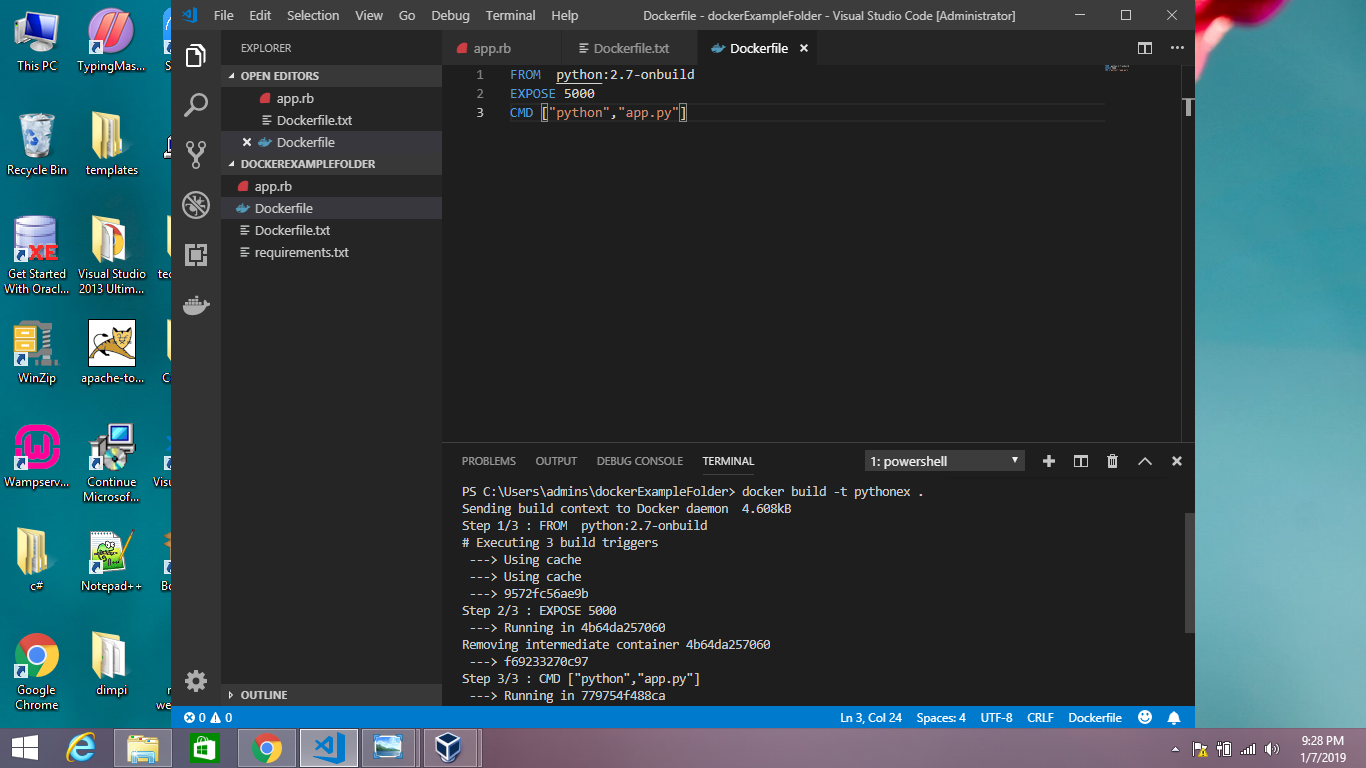 File Edit Selection View Go Debug Terminal Help Dockerfile - dockerExampleFolder - Visual Studio Code [Administrator]
This PC
TypingMas...
Recycle Bin
templates
Get Started With Oracl...
Visual Studio 2013 Ultim...
WinZip
apache-to...
Wampserv...
Continue Microsof...
c#
Notepad++
Google Chrome
dimpi
EXPLORER
OPEN EDITORS
app.rb
Dockerfile.txt
Dockerfile
DOCKEREXAMPLEFOLDER
app.rb
Dockerfile
Dockerfile.txt
requirements.txt
OUTLINE
app.rb Dockerfile.txt Dockerfile
1 FROM  python:2.7-onbuild
2 EXPOSE 5000
3 CMD ["python","app.py"]
PROBLEMS OUTPUT DEBUG CONSOLE TERMINAL 1: powershell
PS C:\Users\admins\dockerExampleFolder> docker build -t pythonex .
Sending build context to Docker daemon  4.608kB
Step 1/3 : FROM  python:2.7-onbuild
# Executing 3 build triggers
 ---> Using cache
 ---> Using cache
 ---> 9572fc56ae9b
Step 2/3 : EXPOSE 5000
 ---> Running in 4b64da257060
Removing intermediate container 4b64da257060
 ---> f69233270c97
Step 3/3 : CMD ["python","app.py"]
 ---> Running in 779754f488ca
0 0 Ln 3, Col 24 Spaces: 4 UTF-8 CRLF Dockerfile
9:28 PM
1/7/2019